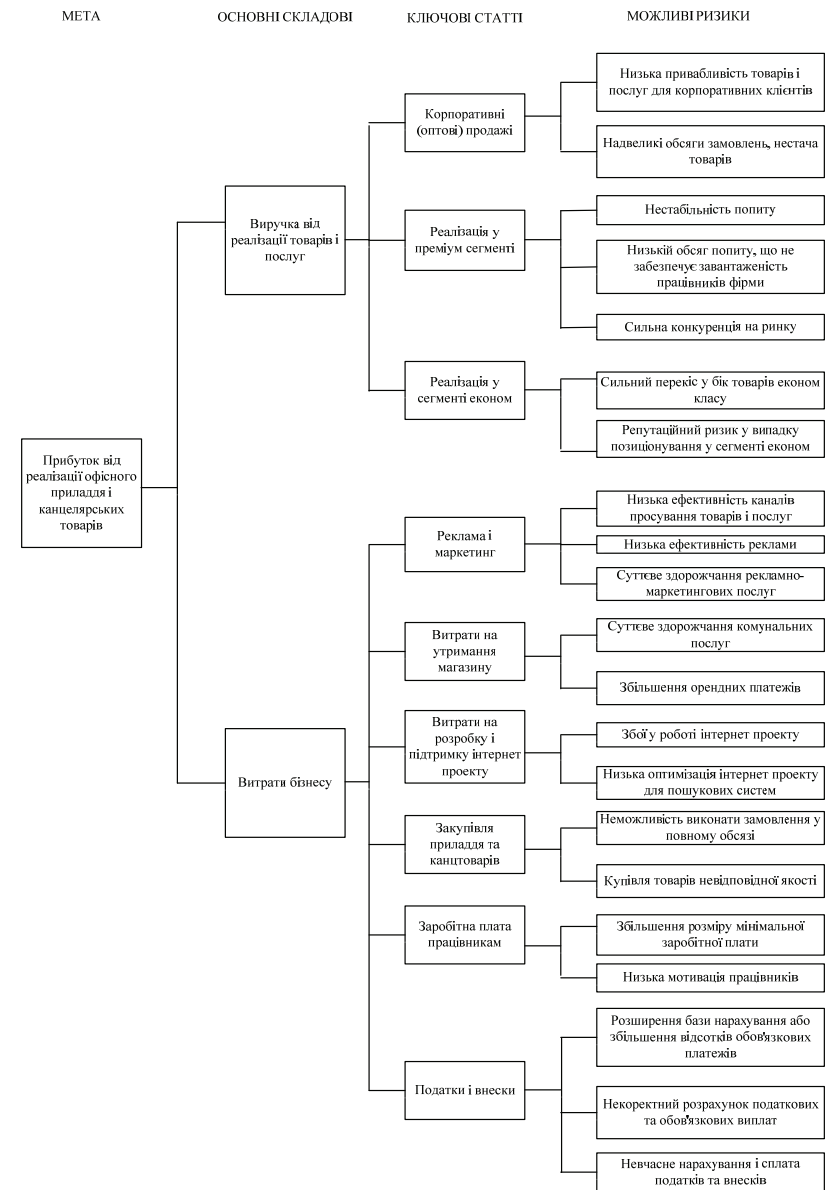 МЕТА
ОСНОВНІ СКЛАДОВІ
КЛЮЧОВІ СТАТТІ
МОЖЛИВІ РИЗИКИ
Прибуток від
реалізації офісного
приладдя і
канцелярських
товарів
Виручка від
реалізації товарів і
послуг
Корпоративні
(оптові) продажі
Низька привабливість товарів і
послуг для корпоративних клієнтів
Надвеликі обсяги замовлень, нестача
товарів
Реалізація у
преміум сегменті
Нестабільність попиту
Низькій обсяг попиту, що не
забезпечує завантаженість
працівників фірми
Сильна конкуренція на ринку
Реалізація у
сегменті економ
Сильний перекіс у бік товарів економ
класу
Репутаційний ризик у випадку
позиціонування у сегменті економ
Витрати бізнесу
Реклама і
маркетинг
Низька ефективність каналів
просування товарів і послуг
Низька ефективність реклами
Суттєве здорожчання рекламно-
маркетингових послуг
Витрати на
утримання
магазину
Суттєве здорожчання комунальних
послуг
Збільшення орендних платежів
Витрати на
розробку і
підтримку інтернет
проекту
Збої у роботі інтернет проекту
Низька оптимізація інтернет проекту
для пошукових систем
Закупівля
приладдя та
канцтоварів
Неможливість виконати замовлення у
повному обсязі
Купівля товарів невідповідної якості
Заробітна плата
працівникам
Збільшення розміру мінімальної
заробітної плати
Низька мотивація працівників
Податки і внески
Розширення бази нарахування або
збільшення відсотків обов'язкових
платежів
Некоректний розрахунок податкових
та обов'язкових виплат
Невчасне нарахування і сплата
податків та внесків